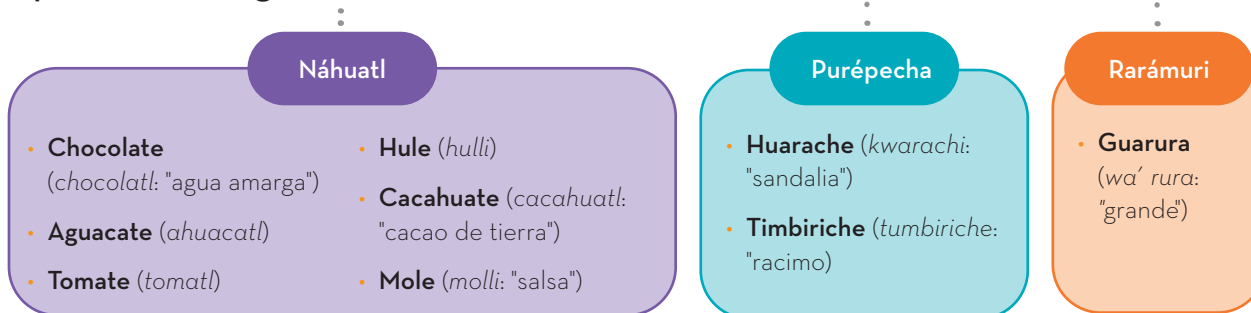 Náhuatl
• Chocolate
(chocolatl: "agua amarga")
• Aguacate (ahuacatl)
• Tomate (tomatl)
• Hule (hulli)
• Cacahuate (cacahuatl:
"cacao de tierra")
• Mole (molli: "salsa")
Purépecha
• Huarache (kwarachi:
"sandalia")
• Timbiriche (tumbiriche:
"racimo)
Rarámuri
• Guarura
(wa´ rura:
"grande")